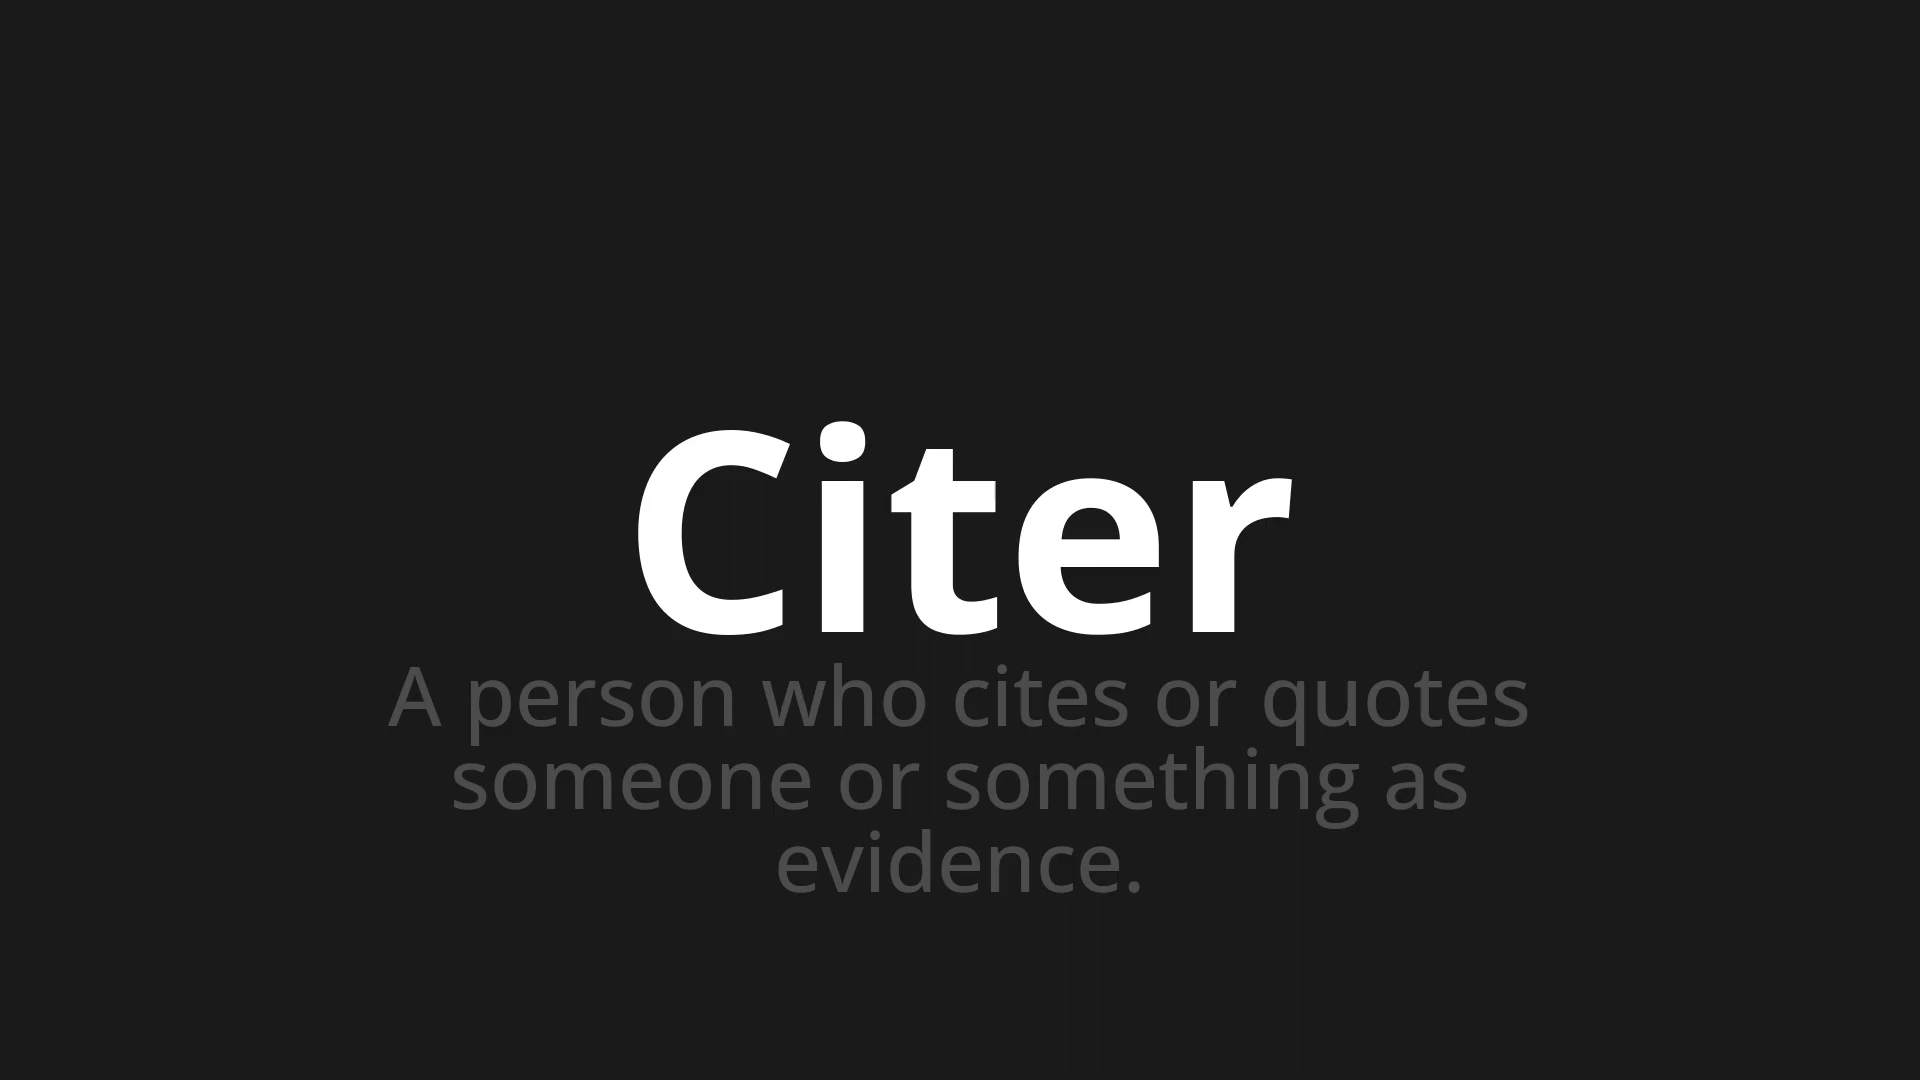 Citer
A person who cites or quotes
someone or something as
evidence.